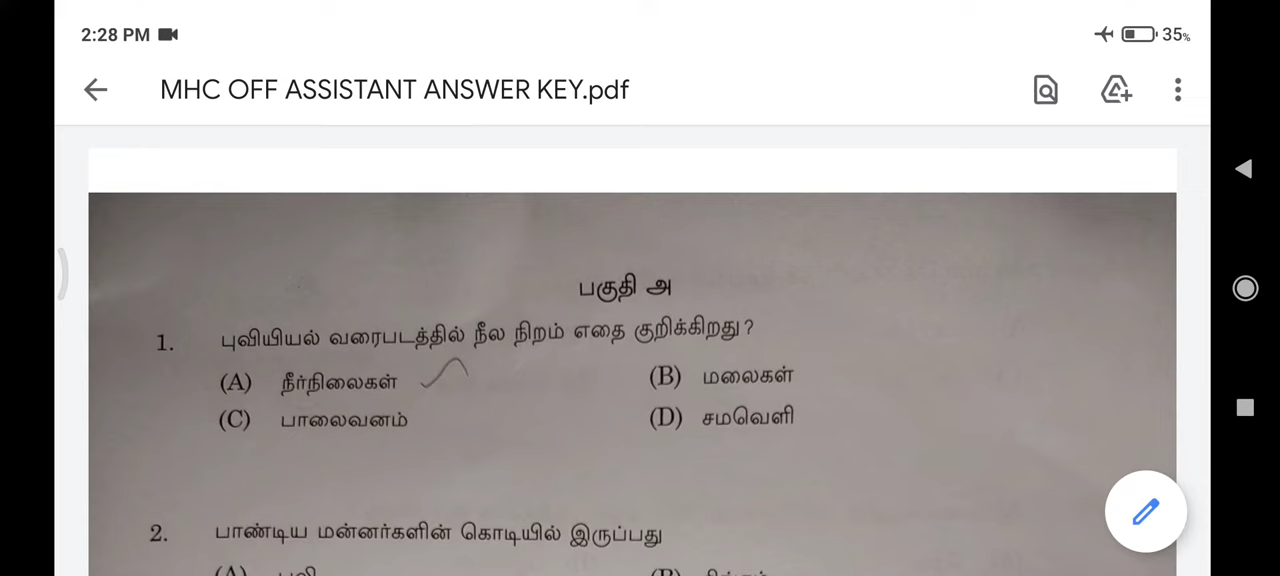 2:28 PM 35%
MHC OFF ASSISTANT ANSWER KEY.pdf
பகுதி அ
1. புவியியல் வரைபடத்தில் நீல நிறம் எதை குறிக்கிறது?
(A) நீர்நிலைகள் (B) மலைகள்
(C) பாலைவனம் (D) சமவெளி
2. பாண்டிய மன்னர்களின் கொடியில் இருப்பது
(A) (B)